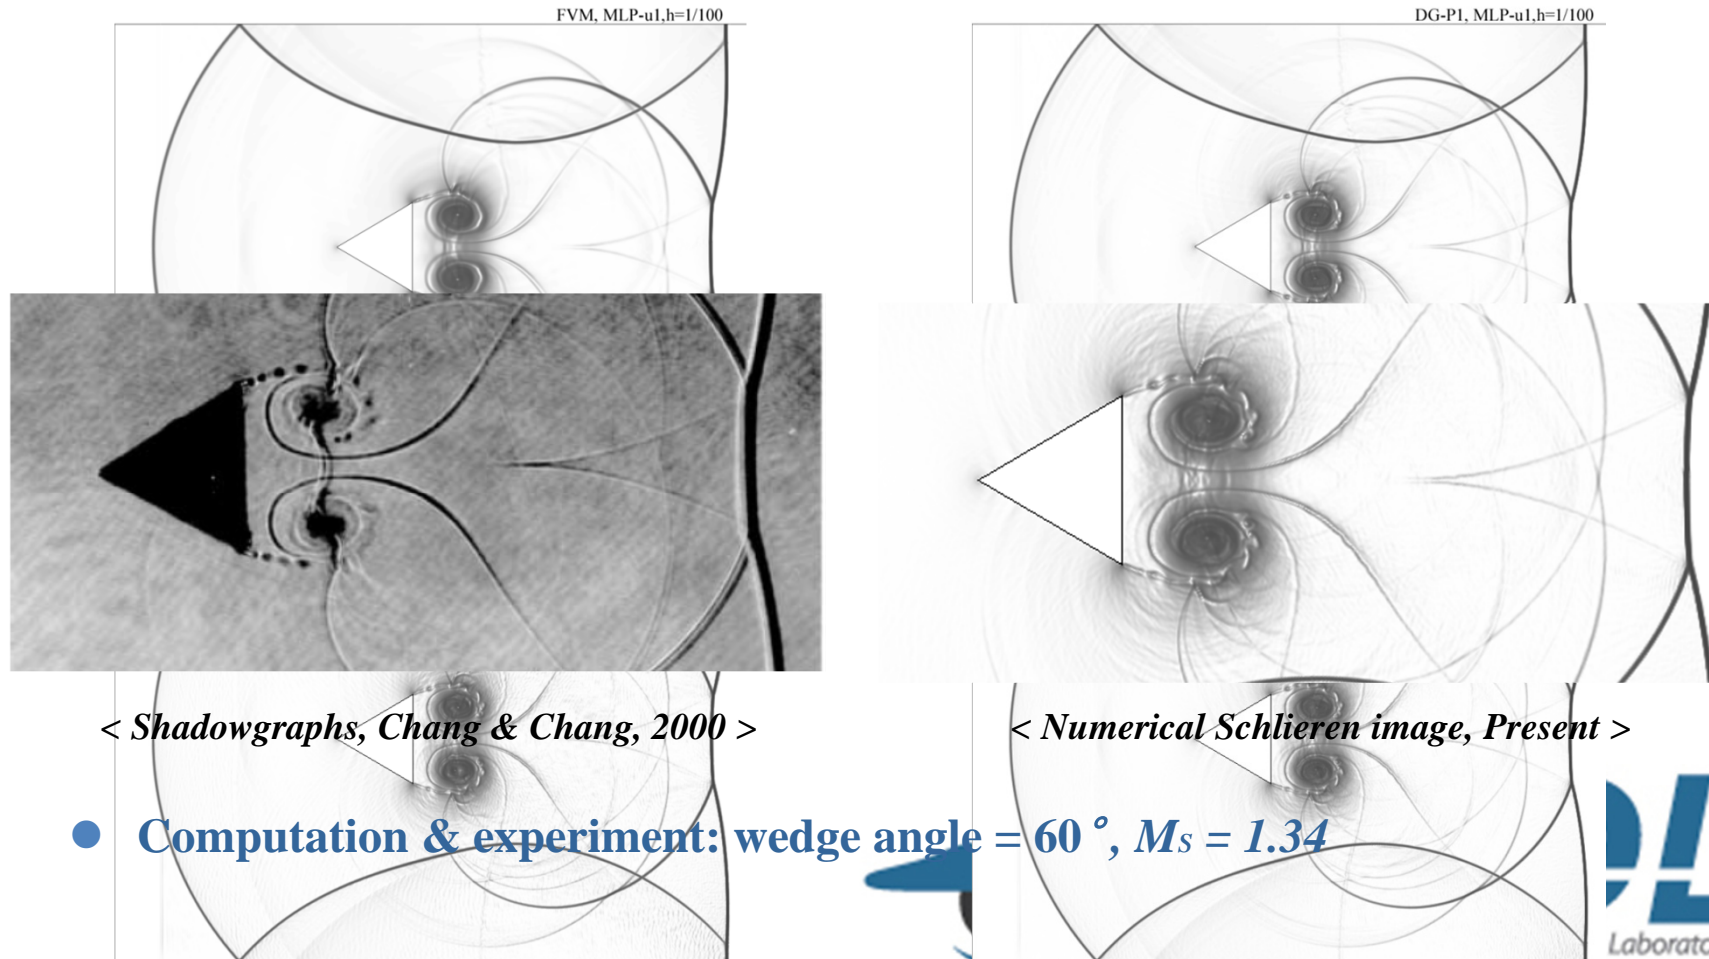 FVM, MLP-u1,h=1/100
DG-P1, MLP-u1,h=1/100
< Shadowgraphs, Chang & Chang, 2000 >
< Numerical Schlieren image, Present >
Computation & experiment: wedge angle = 60°, Ms = 1.34